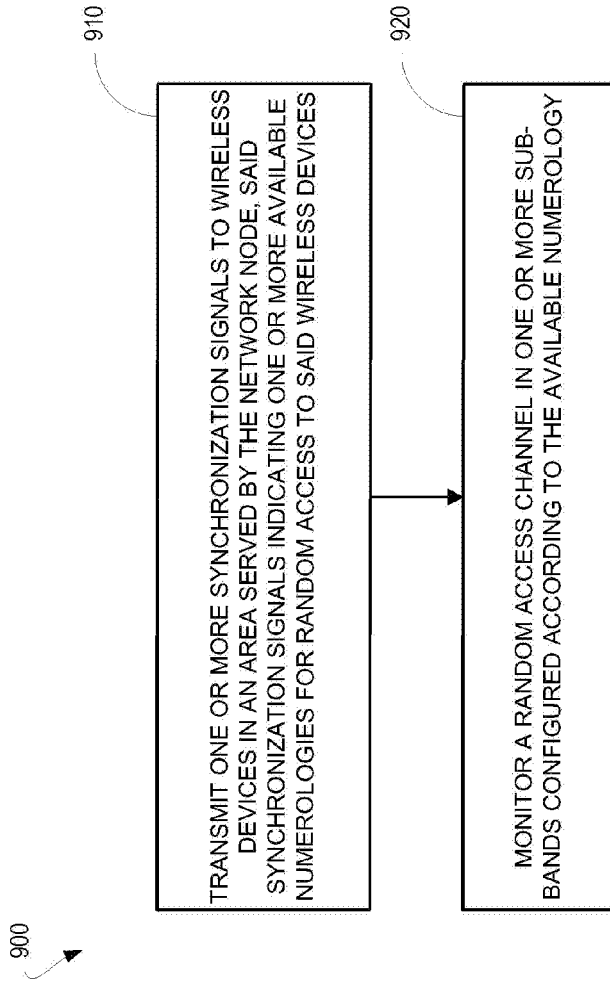 900
910
TRANSMIT ONE OR MORE SYNCHRONIZATION SIGNALS TO WIRELESS
DEVICES IN AN AREA SERVED BY THE NETWORK NODE, SAID
SYNCHRONIZATION SIGNALS INDICATING ONE OR MORE AVAILABLE
NUMEROLOGIES FOR RANDOM ACCESS TO SAID WIRELESS DEVICES
920
MONITOR A RANDOM ACCESS CHANNEL IN ONE OR MORE SUB-
BANDS CONFIGURED ACCORDING TO THE AVAILABLE NUMEROLOGY